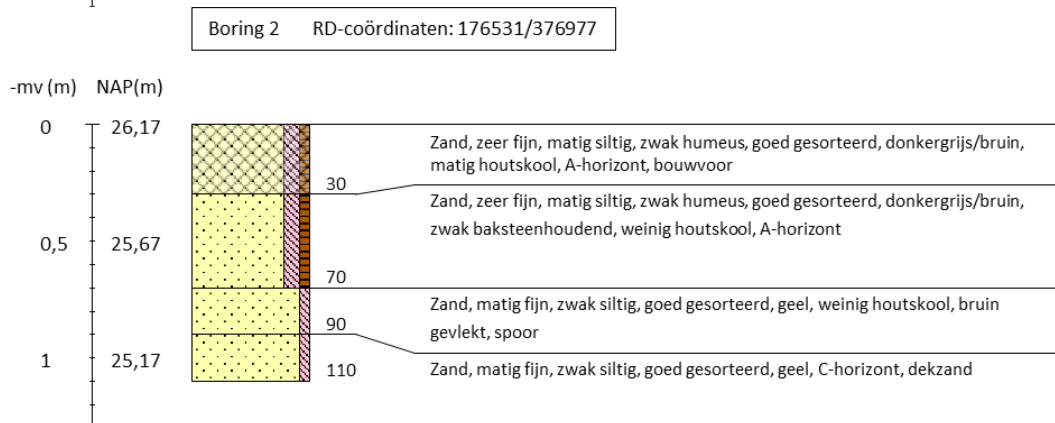 Boring 2 RD-coördinaten: 176531/376977
-mv (m) NAP(m)
0 26,17
Zand, zeer fijn, matig siltig, zwak humeus, goed gesorteerd, donkergrijs/bruin,
matig houtskool, A-horizont, bouwvoor
30
Zand, zeer fijn, matig siltig, zwak humeus, goed gesorteerd, donkergrijs/bruin,
zwak baksteenhoudend, weinig houtskool, A-horizont
0,5 25,67
70
Zand, matig fijn, zwak siltig, goed gesorteerd, geel, weinig houtskool, bruin
gevlekt, spoor
90
1 25,17
110
Zand, matig fijn, zwak siltig, goed gesorteerd, geel, C-horizont, dekzand